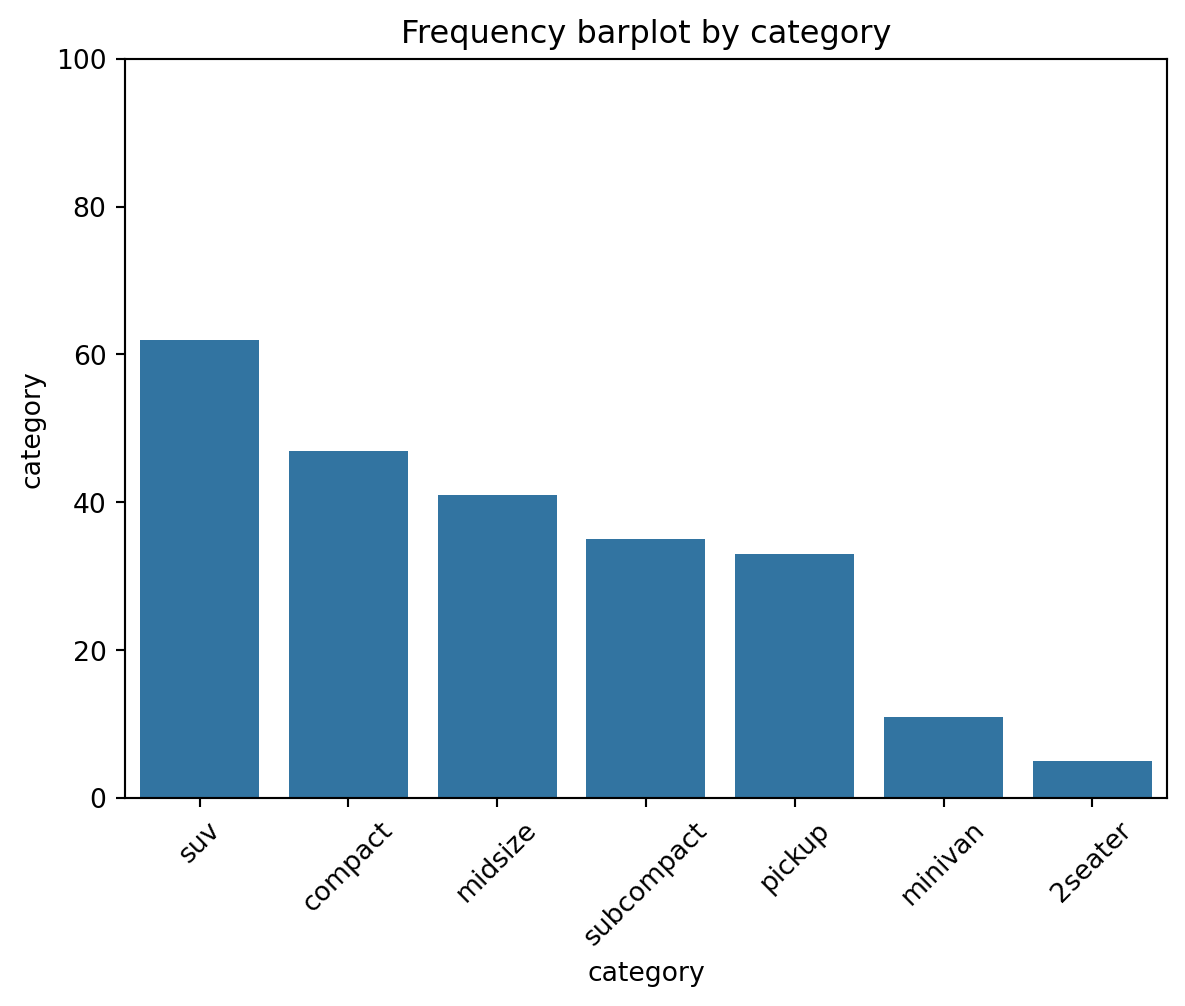 Frequency barplot by category
100
80
60
40
20
0
category
suv
compact
midsize
subcompact
pickup
minivan
2seater
category